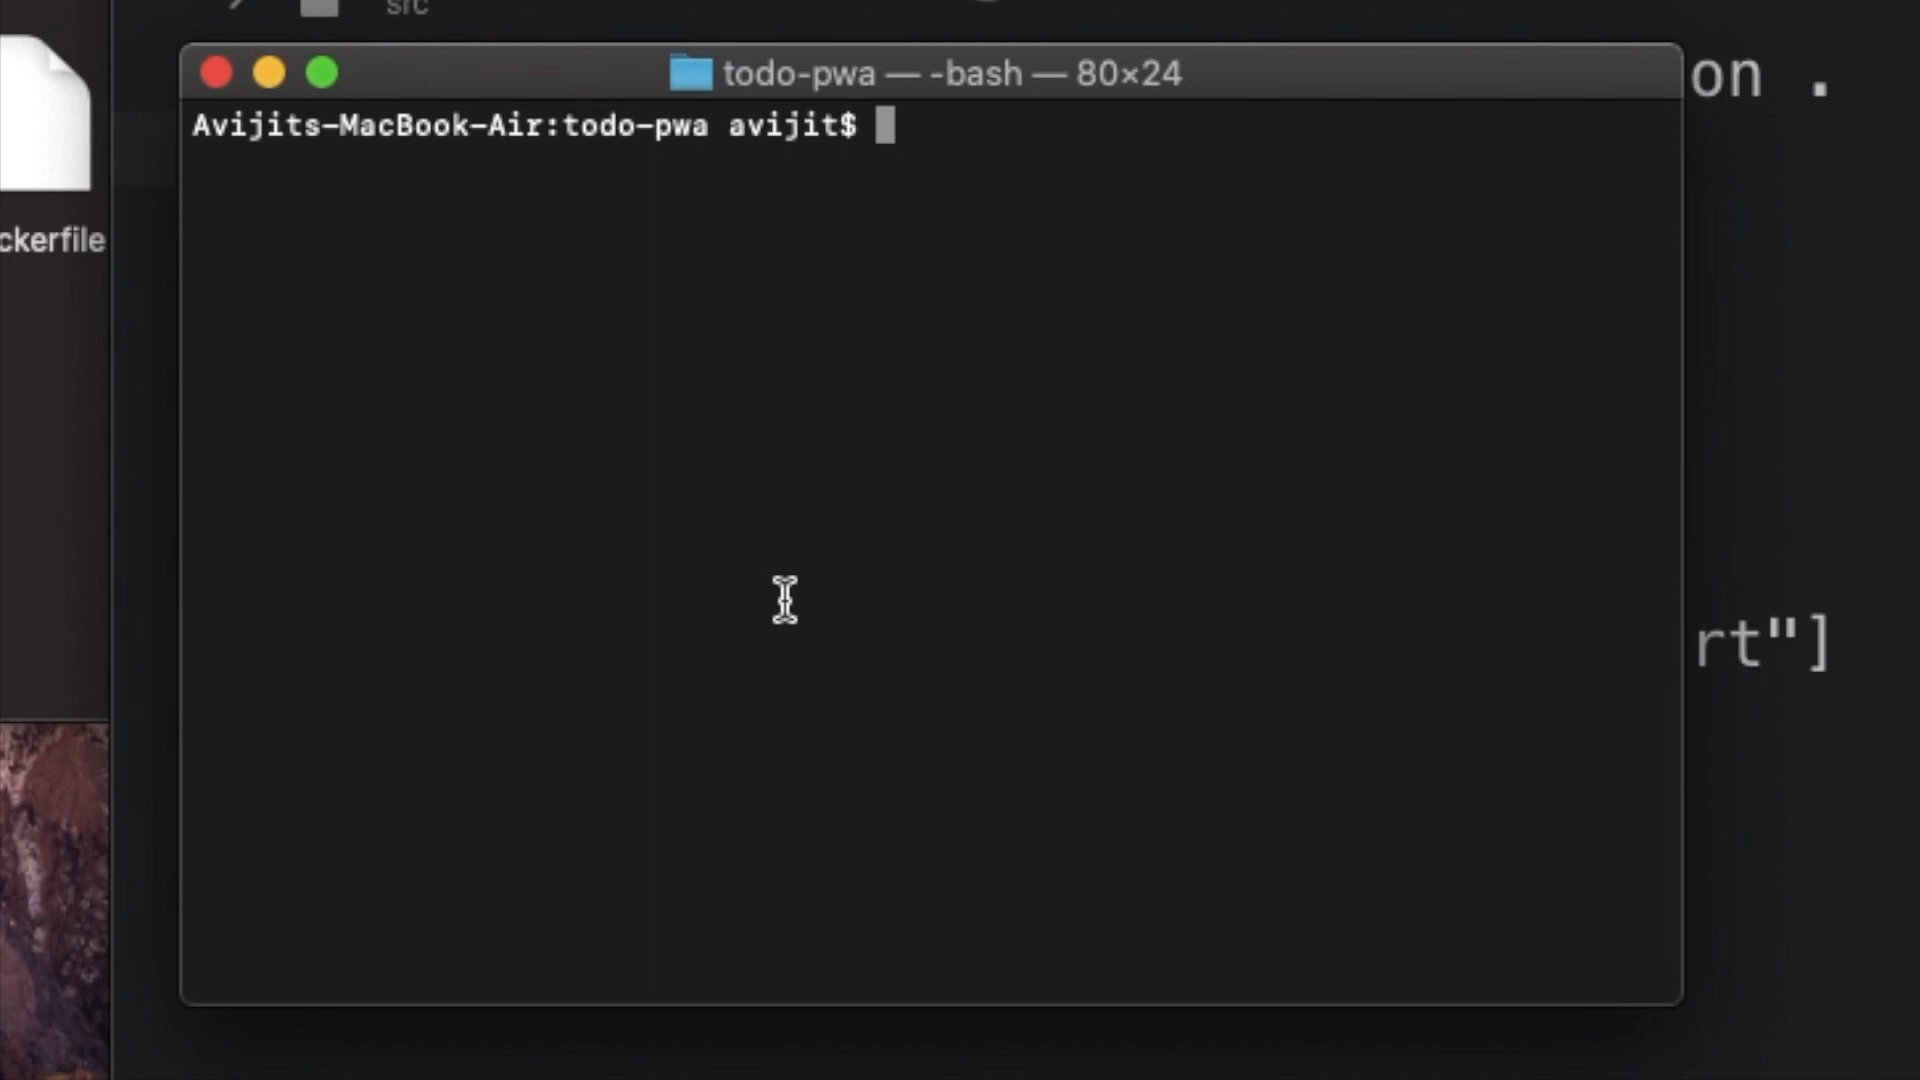 src
todo-pwa — -bash — 80×24
on .
Avijits-MacBook-Air:todo-pwa avijit$
ckerfile
rt"]